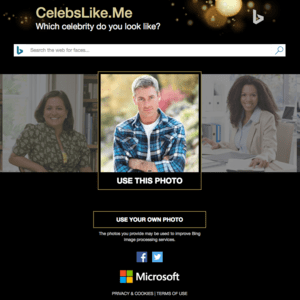 CelebsLike.Me
Which celebrity do you look like?
Search the web for faces...
USE THIS PHOTO
USE YOUR OWN PHOTO
The photos you provide may be used to improve Bing
image processing services.
Microsoft
PRIVACY & COOKIES | TERMS OF USE